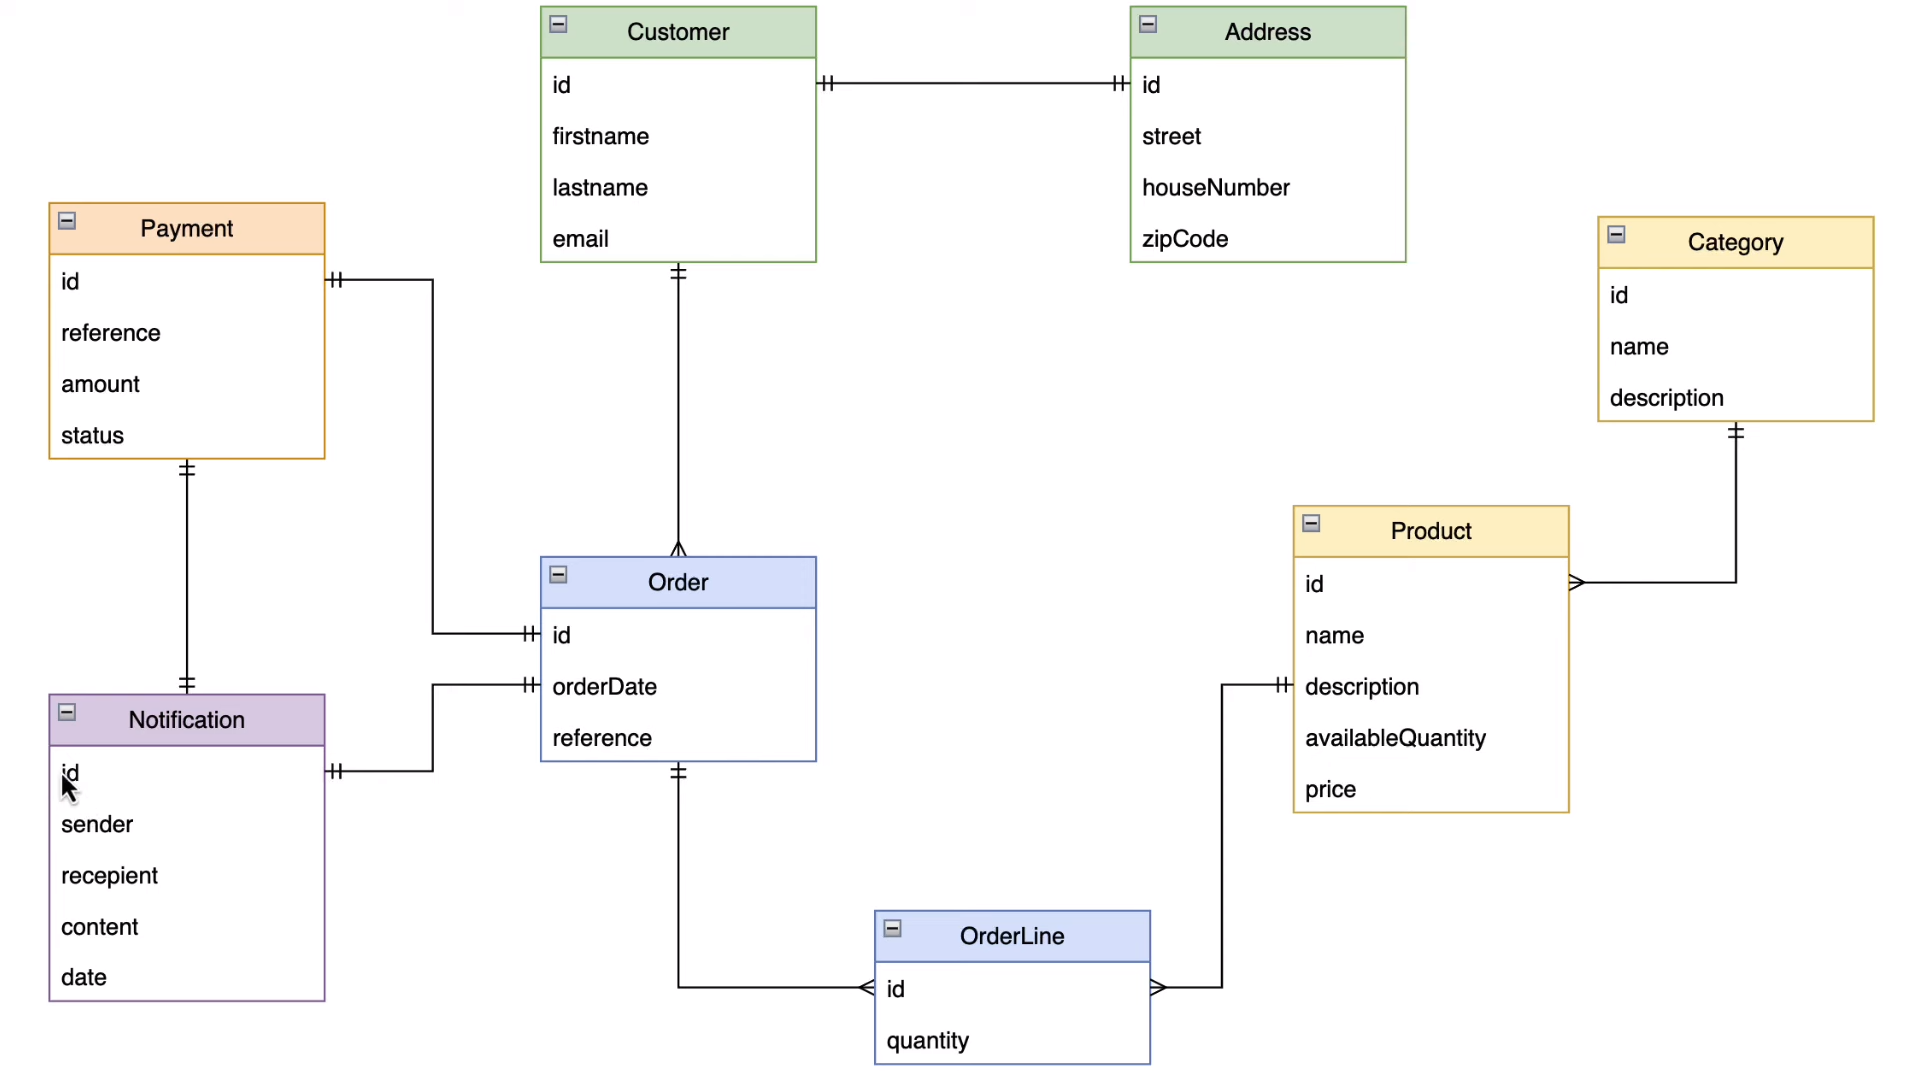 Customer
id
firstname
lastname
email
Address
id
street
houseNumber
zipCode
Payment
id
reference
amount
status
Category
id
name
description
Product
id
name
description
availableQuantity
price
Order
id
orderDate
reference
Notification
id
sender
recepient
content
date
OrderLine
id
quantity